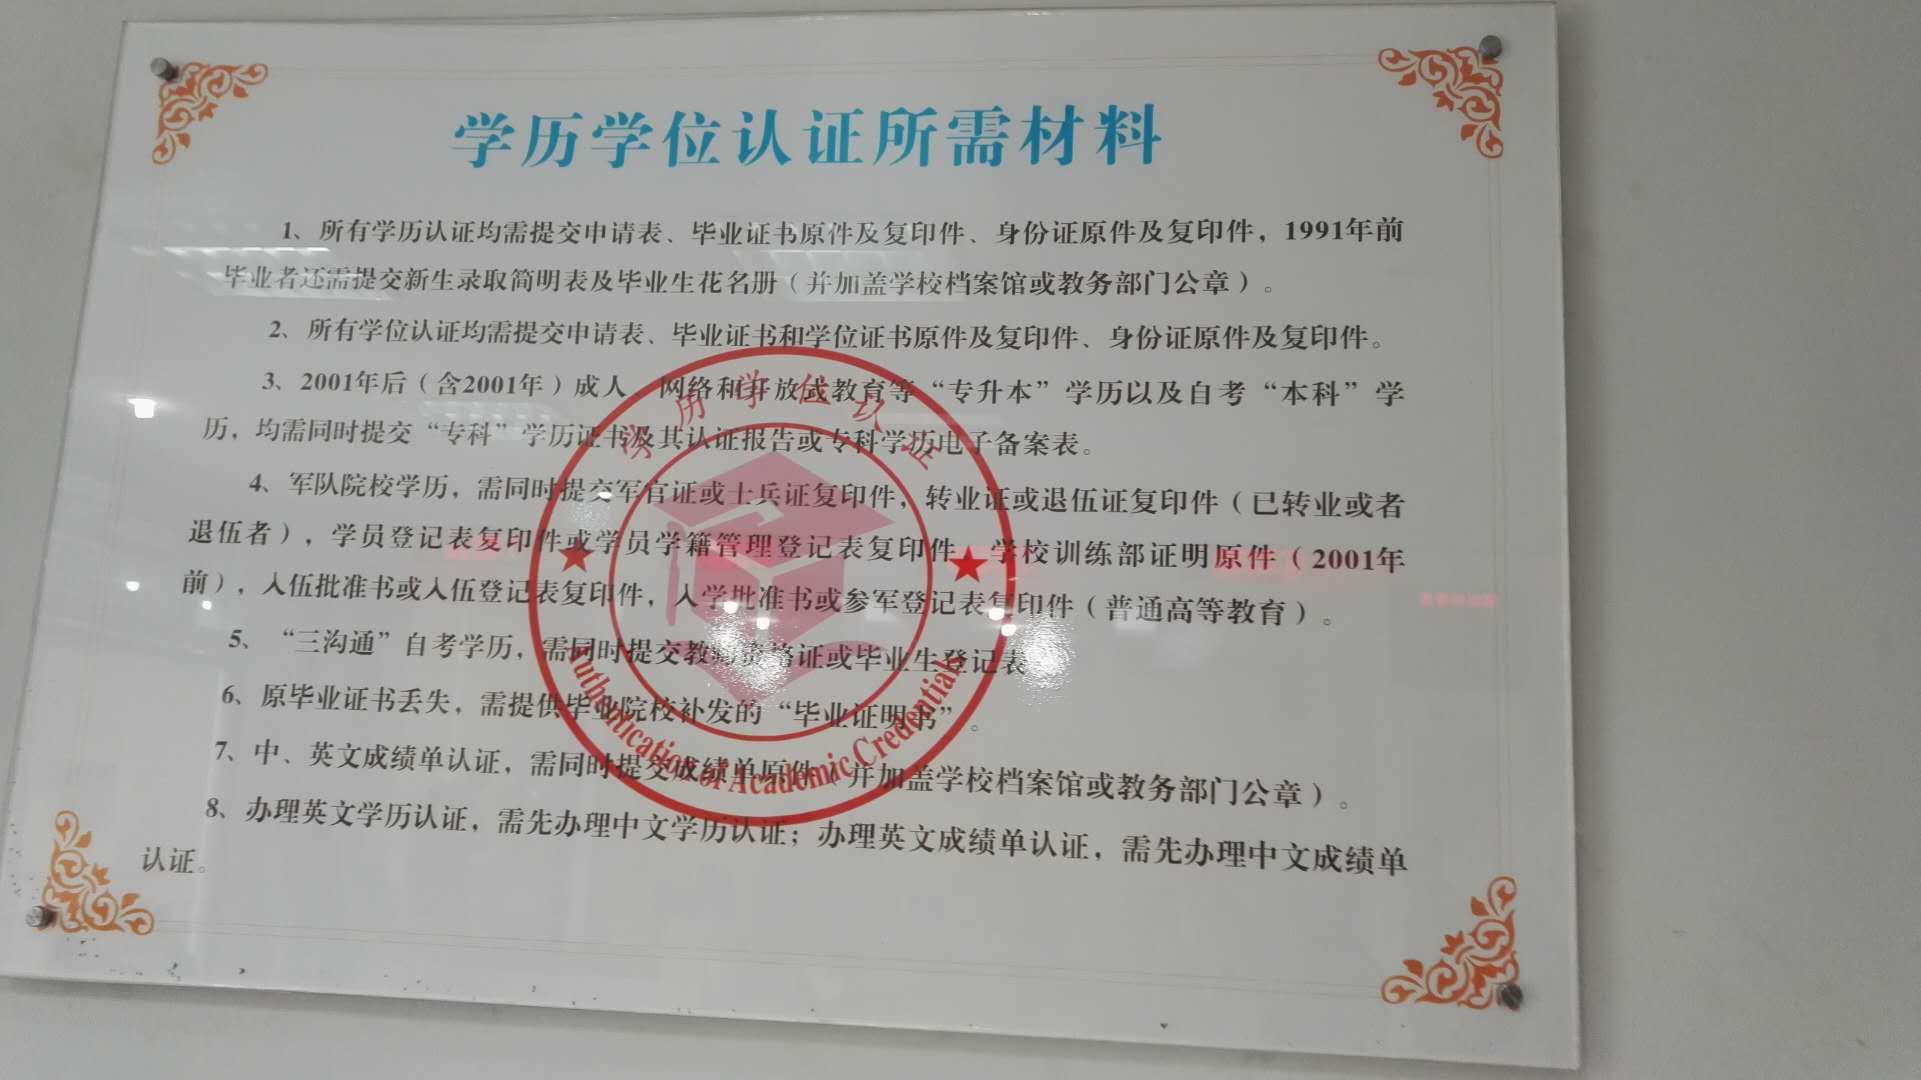 学历学位认证所需材料
1、所有学历认证均需提交申请表、毕业证书原件及复印件、身份证原件及复印件，1991年前
毕业者还需提交新生录取简明表及毕业生花名册（并加盖学校档案馆或教务部门公章）。
2、所有学位认证均需提交申请表、毕业证书和学位证书原件及复印件、身份证原件及复印件。
3、2001年后（含2001年）成人、网络和开放式教育等“专升本”学历以及自考“本科”学
历，均需同时提交“专科”学历证书及其认证报告或专科学历电子备案表。
4、军队院校学历，需同时提交军官证或士兵证复印件，转业证或退伍证复印件（已转业或者
退伍者），学员登记表复印件或学员学籍管理登记表复印件，学校训练部证明原件（2001年
前），入伍批准书或入伍登记表复印件，入学批准书或参军登记表复印件（普通高等教育）。
5、“三沟通”自考学历，需同时提交教师资格证或毕业生登记表
6、原毕业证书丢失，需提供毕业院校补发的“毕业证明书”。
7、中、英文成绩单认证，需同时提交成绩单原件（并加盖学校档案馆或教务部门公章）。
8、办理英文学历认证，需先办理中文学历认证；办理英文成绩单认证，需先办理中文成绩单
认证。
学历学位认证
Authentication of Academic Credentials